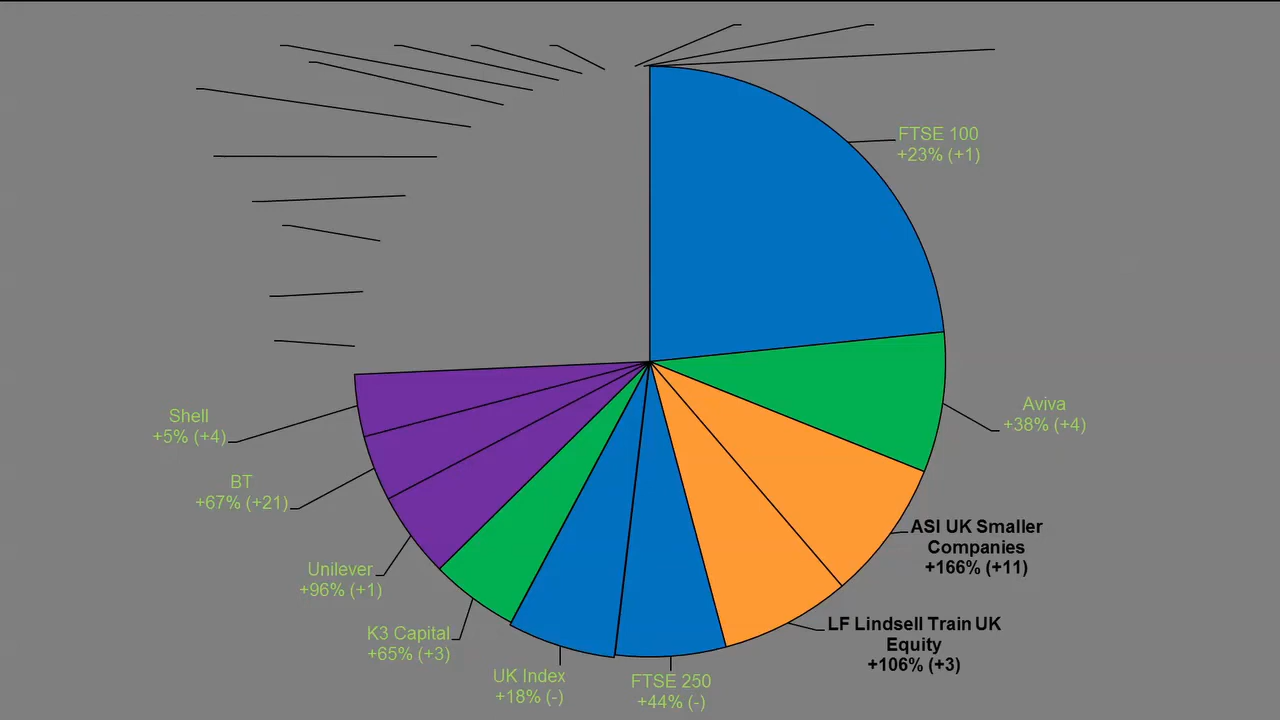 FTSE 100
+23% (+1)
Aviva
+38% (+4)
ASI UK Smaller
Companies
+166% (+11)
LF Lindsell Train UK
Equity
+106% (+3)
FTSE 250
+44% (-)
UK Index
+18% (-)
K3 Capital
+65% (+3)
Unilever
+96% (+1)
BT
+67% (+21)
Shell
+5% (+4)